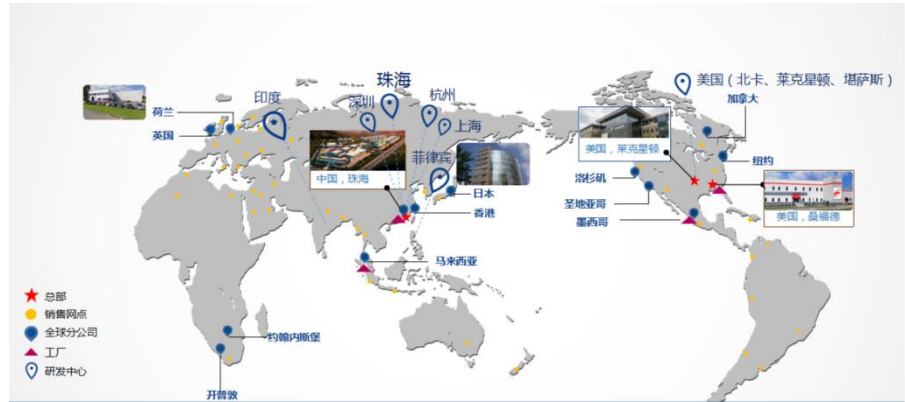 珠海
美国（北卡、莱克星顿、堪萨斯）
印度
深圳
杭州
上海
荷兰
英国
菲律宾
加拿大
中国，珠海
美国，莱克星顿
纽约
洛杉矶
日本
香港
圣地亚哥
美国，桑福德
墨西哥
马来西亚
总部
销售网点
全球分公司
工厂
研发中心
约翰内斯堡
开普敦